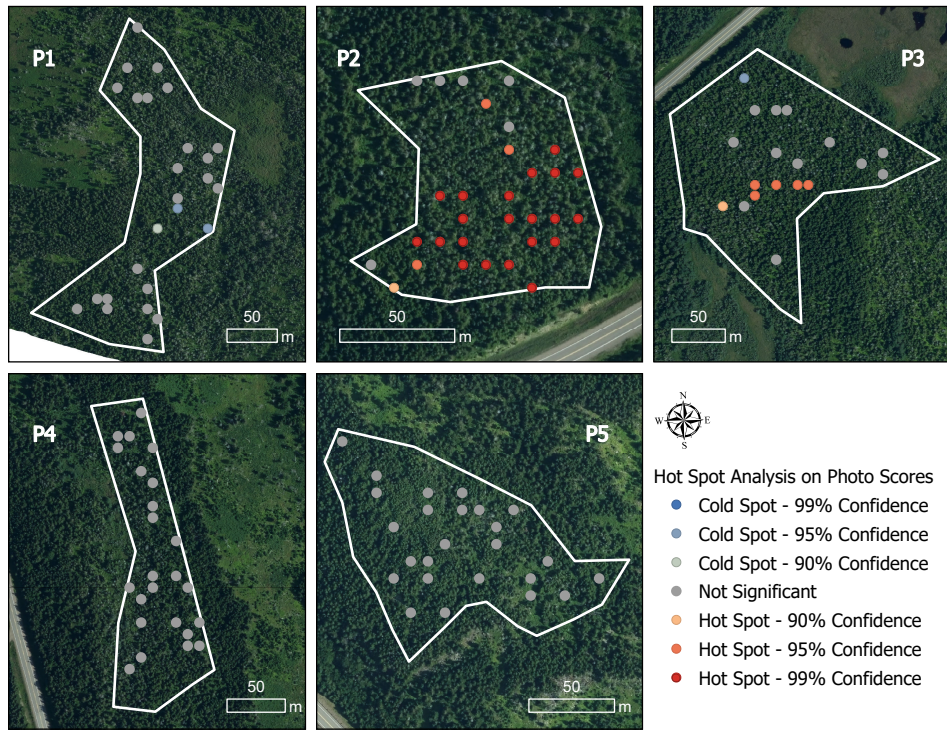 P1
50
m
P2
50
m
P3
50
m
P4
50
m
P5
50
m
N
W E
S
Hot Spot Analysis on Photo Scores
Cold Spot - 99% Confidence
Cold Spot - 95% Confidence
Cold Spot - 90% Confidence
Not Significant
Hot Spot - 90% Confidence
Hot Spot - 95% Confidence
Hot Spot - 99% Confidence